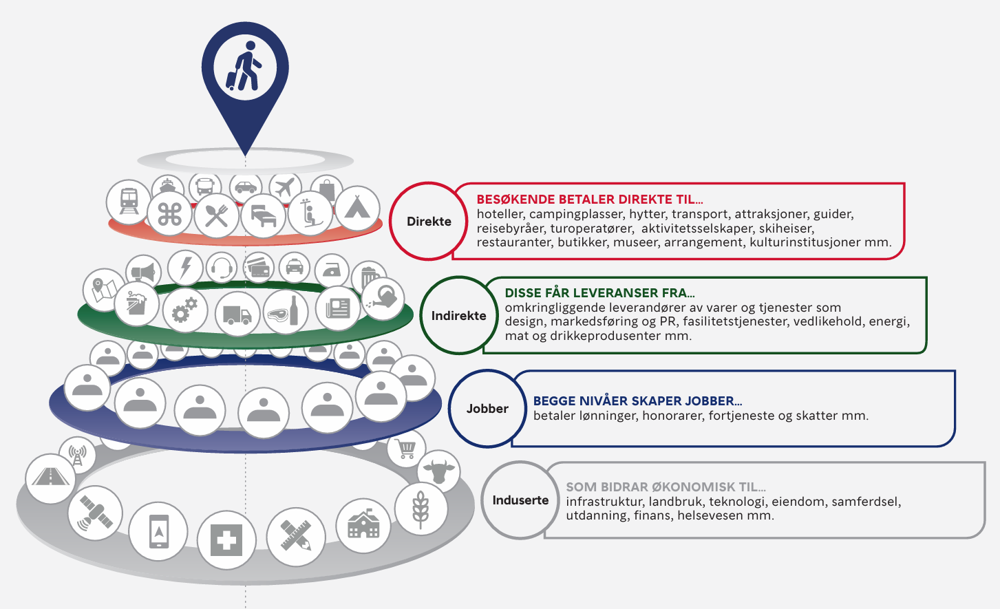 Direkte
BESØKENDE BETALER DIREKTE TIL...
hoteller, campingplasser, hytter, transport, attraksjoner, guider,
reisebyråer, turoperatører, aktivitetsselskaper, skiheiser,
restauranter, butikker, museer, arrangement, kulturinstitusjoner mm.
Indirekte
DISSE FÅR LEVERANSER FRA...
omkringliggende leverandører av varer og tjenester som
design, markedsføring og PR, fasilitetstjenester, vedlikehold, energi,
mat og drikkeprodusenter mm.
Jobber
BEGGE NIVÅER SKAPER JOBBER...
betaler lønninger, honorarer, fortjeneste og skatter mm.
Induserte
SOM BIDRAR ØKONOMISK TIL...
infrastruktur, landbruk, teknologi, eiendom, samferdsel,
utdanning, finans, helsevesen mm.